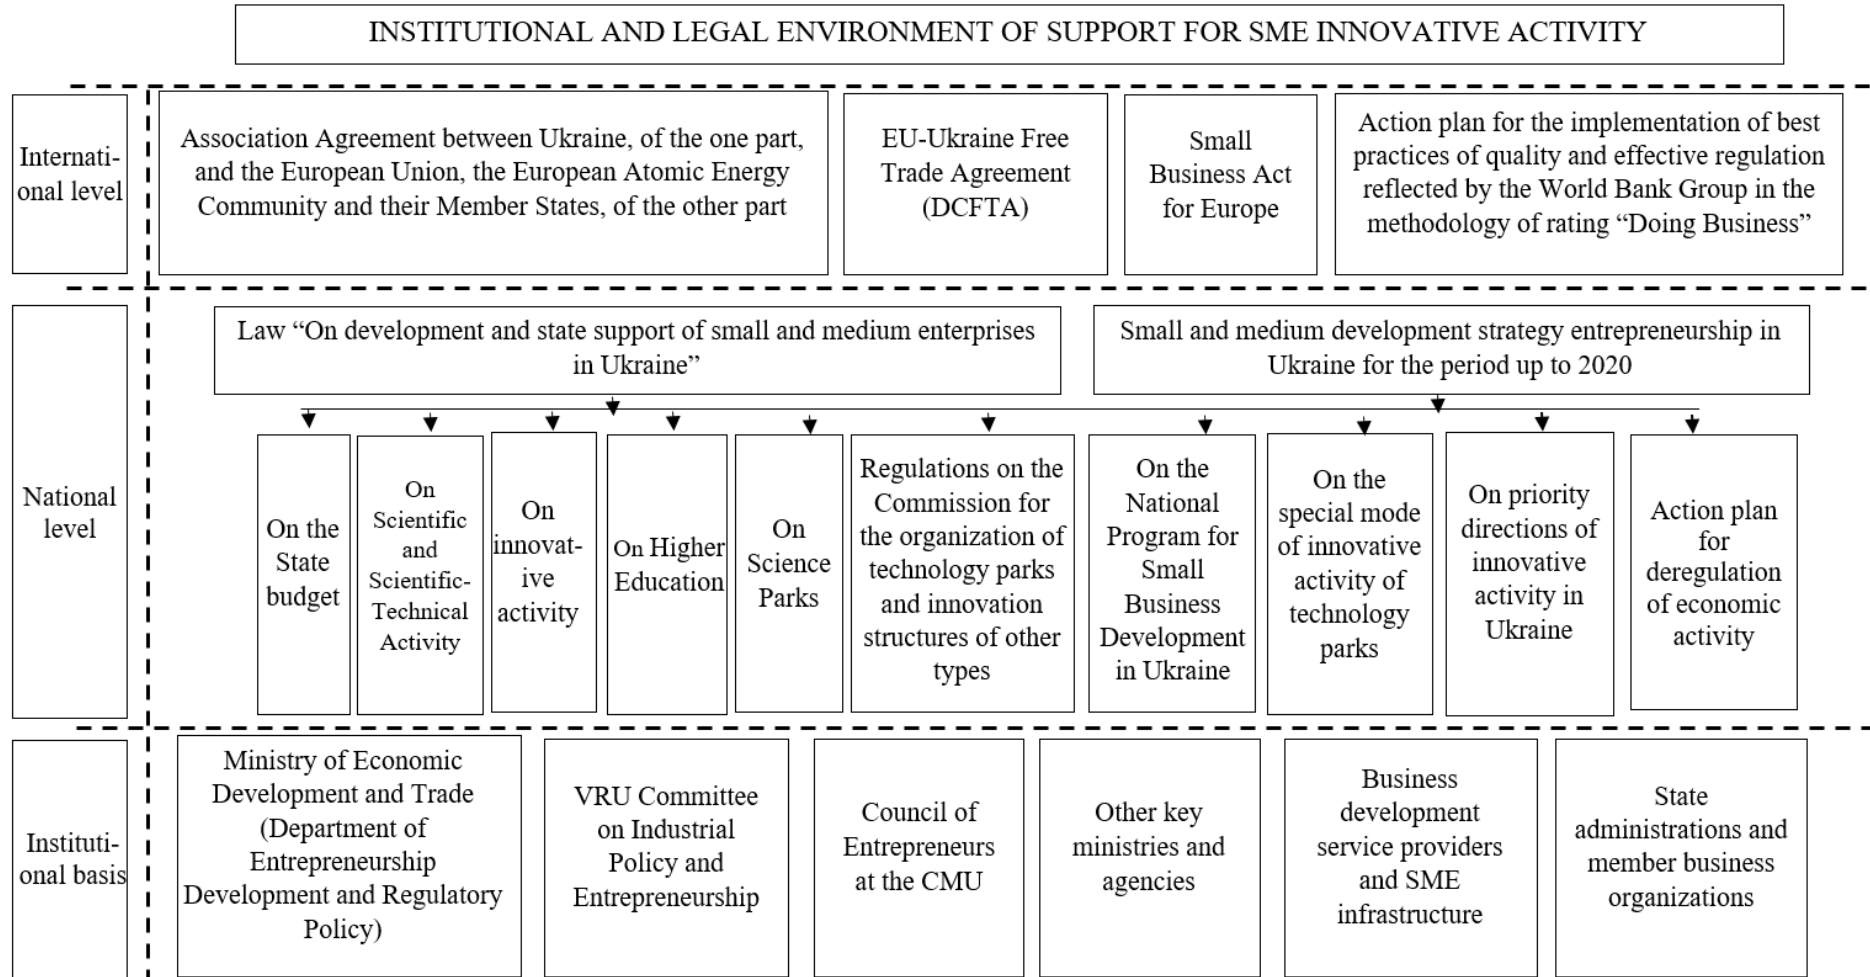 INSTITUTIONAL AND LEGAL ENVIRONMENT OF SUPPORT FOR SME INNOVATIVE ACTIVITY
Internati-
onal level
Association Agreement between Ukraine, of the one part,
and the European Union, the European Atomic Energy
Community and their Member States, of the other part
EU-Ukraine Free
Trade Agreement
(DCFTA)
Small
Business Act
for Europe
Action plan for the implementation of best
practices of quality and effective regulation
reflected by the World Bank Group in the
methodology of rating “Doing Business”
National
level
Law “On development and state support of small and medium enterprises
in Ukraine”
Small and medium development strategy entrepreneurship in
Ukraine for the period up to 2020
On the
State
budget
On
Scientific
and
Scientific-
Technical
Activity
On
innovat-
ive
activity
On Higher
Education
On
Science
Parks
Regulations on the
Commission for
the organization of
technology parks
and innovation
structures of other
types
On the
National
Program for
Small
Business
Development
in Ukraine
On the
special mode
of innovative
activity of
technology
parks
On priority
directions of
innovative
activity in
Ukraine
Action plan
for
deregulation
of economic
activity
Instituti-
onal basis
Ministry of Economic
Development and Trade
(Department of
Entrepreneurship
Development and Regulatory
Policy)
VRU Committee
on Industrial
Policy and
Entrepreneurship
Council of
Entrepreneurs
at the CMU
Other key
ministries and
agencies
Business
development
service providers
and SME
infrastructure
State
administrations and
member business
organizations